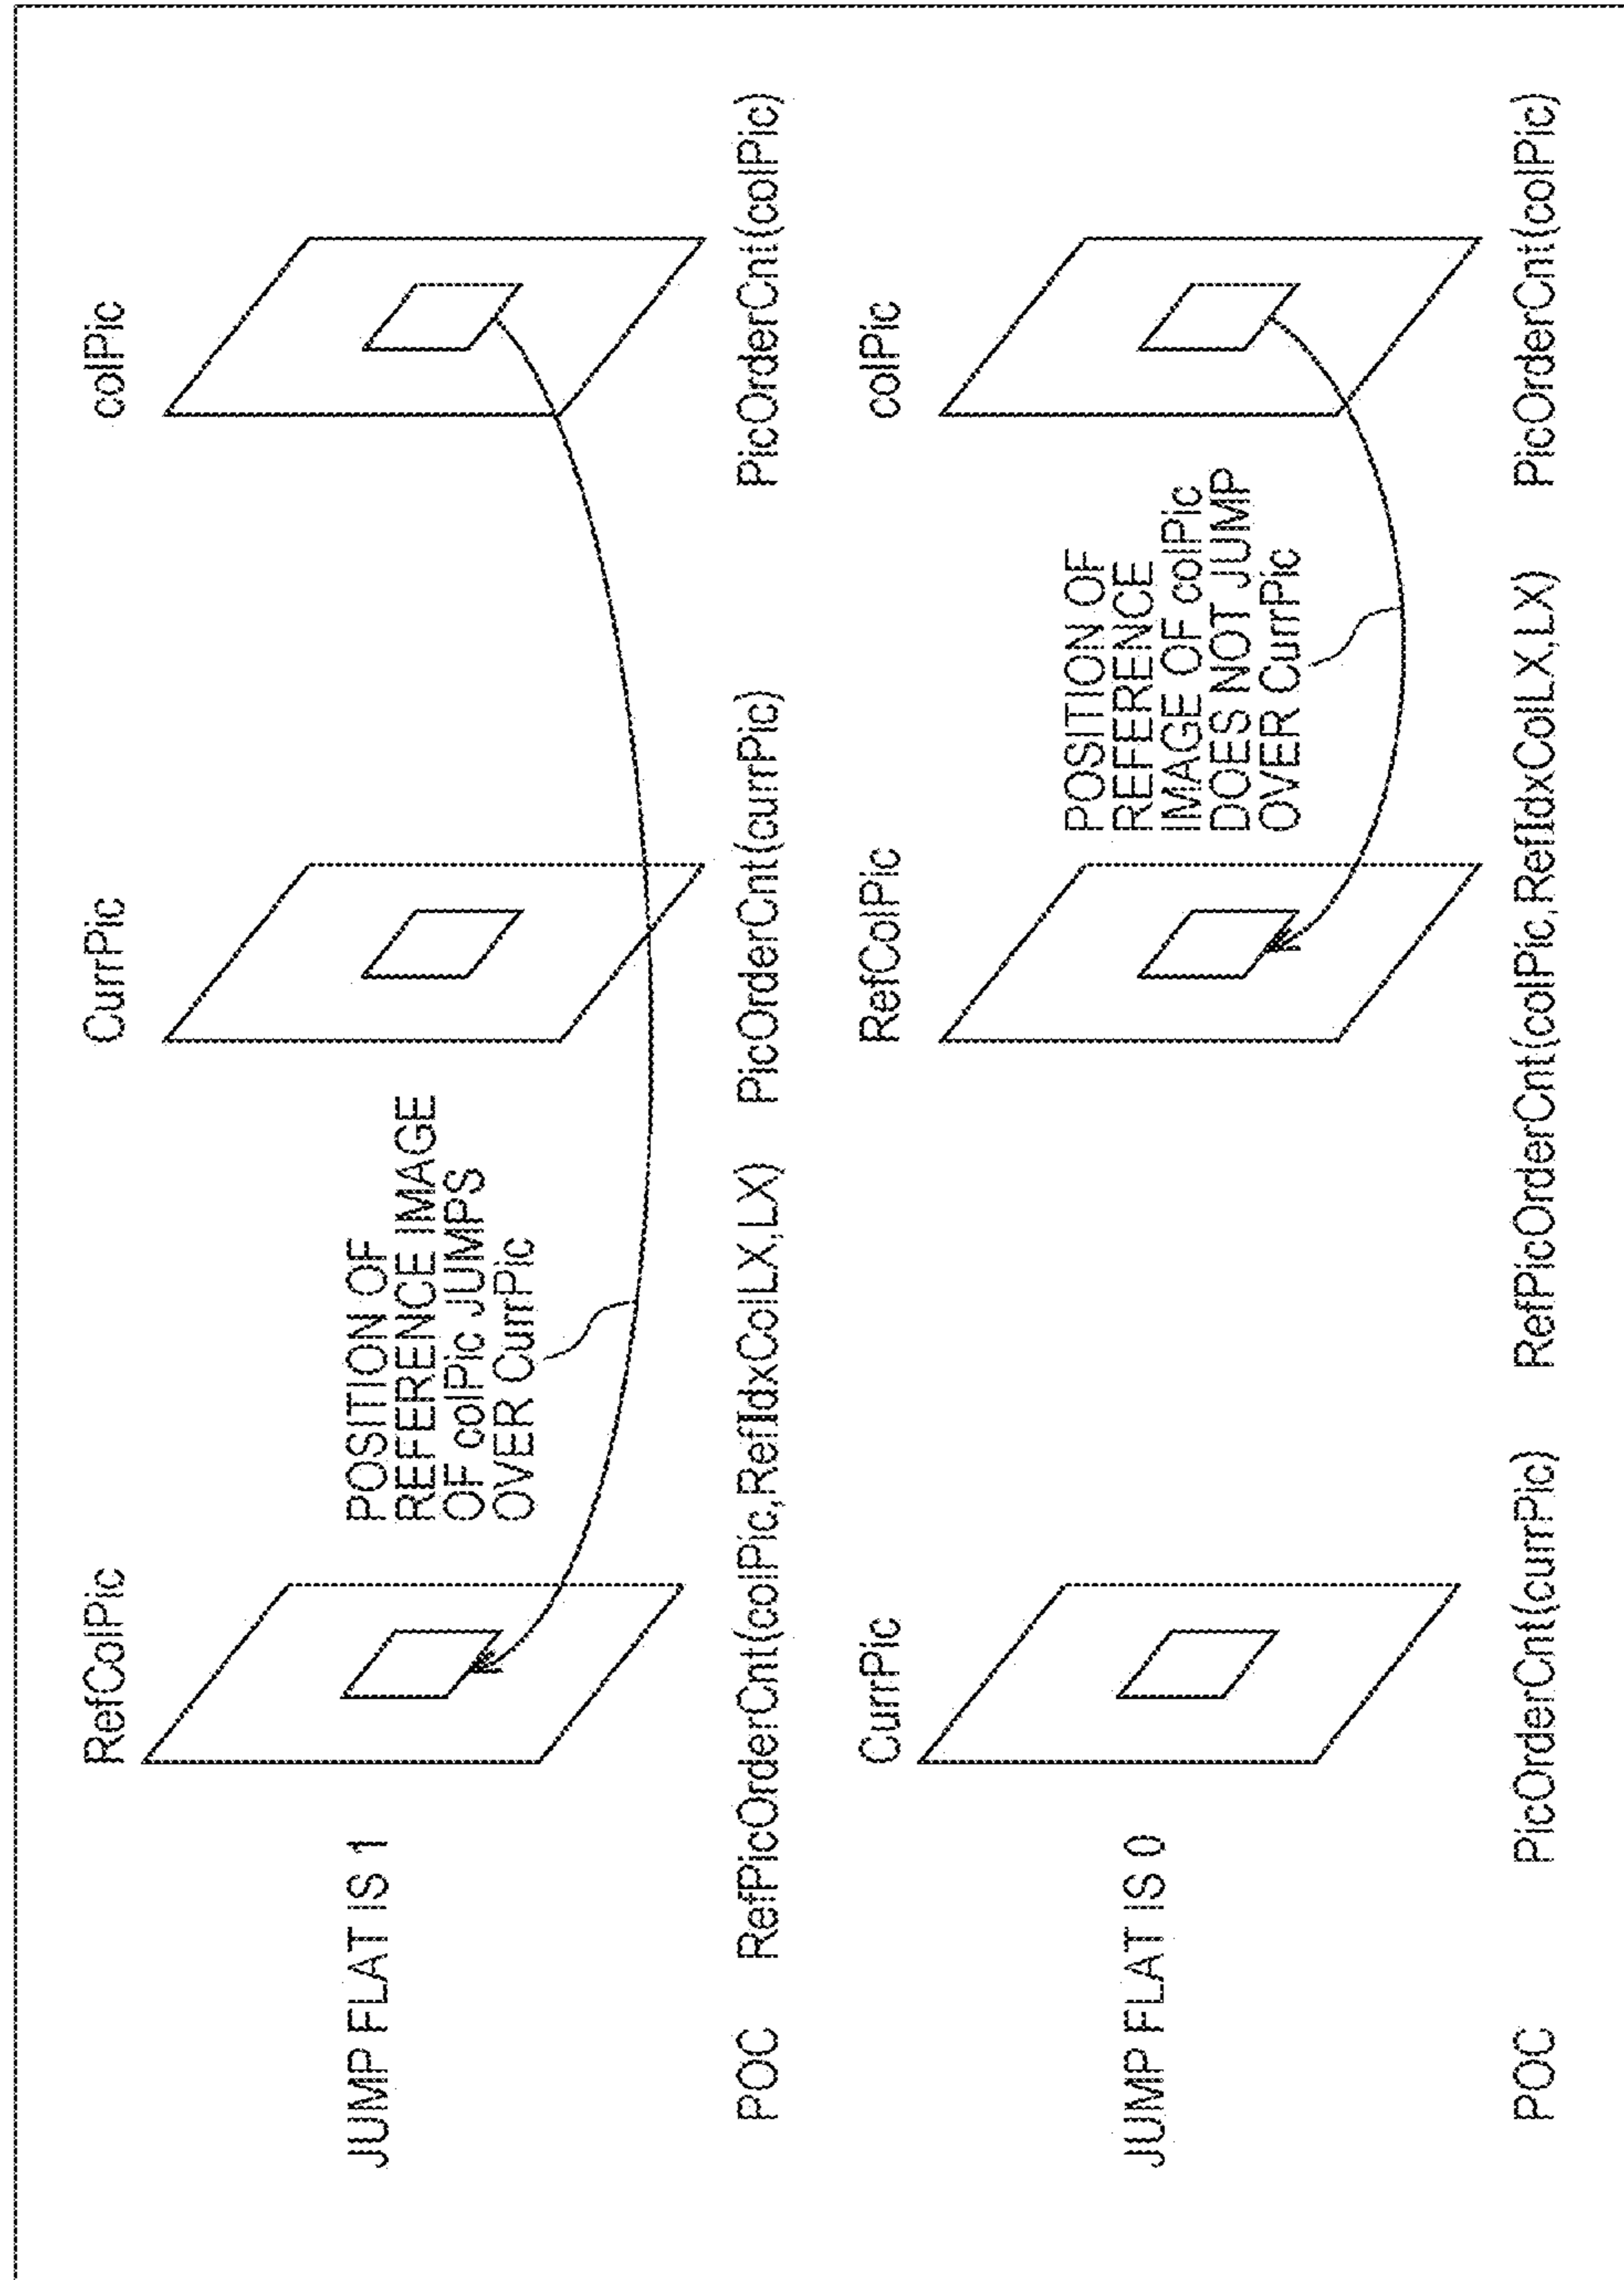 RefColPic
CurrPic
colPic
JUMP FLAT IS 1
POSITION OF
REFERENCE IMAGE
OF colPic JUMPS
OVER CurrPic
POC
RefPicOrderCnt(colPic,RefIdxColLX,LX)
PicOrderCnt(currPic)
PicOrderCnt(colPic)
CurrPic
RefColPic
colPic
JUMP FLAT IS 0
POSITION OF
REFERENCE
IMAGE OF colPic
DOES NOT JUMP
OVER CurrPic
POC
PicOrderCnt(currPic)
RefPicOrderCnt(colPic,RefIdxColLX,LX)
PicOrderCnt(colPic)